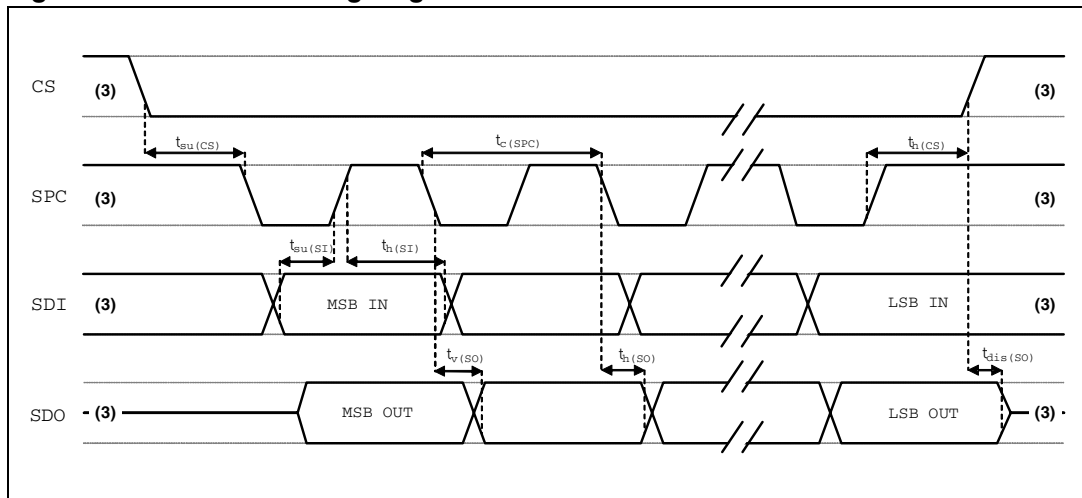 CS (3) (3)
t_su(CS) t_c(SPC) t_h(CS)
SPC (3) (3)
t_su(SI) t_h(SI)
SDI (3) MSB IN LSB IN (3)
t_v(SO) t_h(SO) t_dis(SO)
SDO (3) MSB OUT LSB OUT (3)